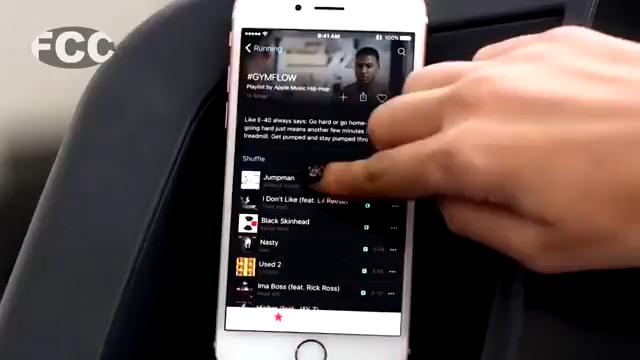 FCC
9:41 AM
100%
Running
#GYMFLOW
Playlist by Apple Music Hip-Hop
Like E-40 always says: Go hard or go home-
going hard just means another few minutes
treadmill. Get pumped and stay pumped
Shuffle
Jumpman
I Don't Like (feat. Lil Reese)
Black Skinhead
Nasty
Used 2
Ima Boss (feat. Rick Ross)